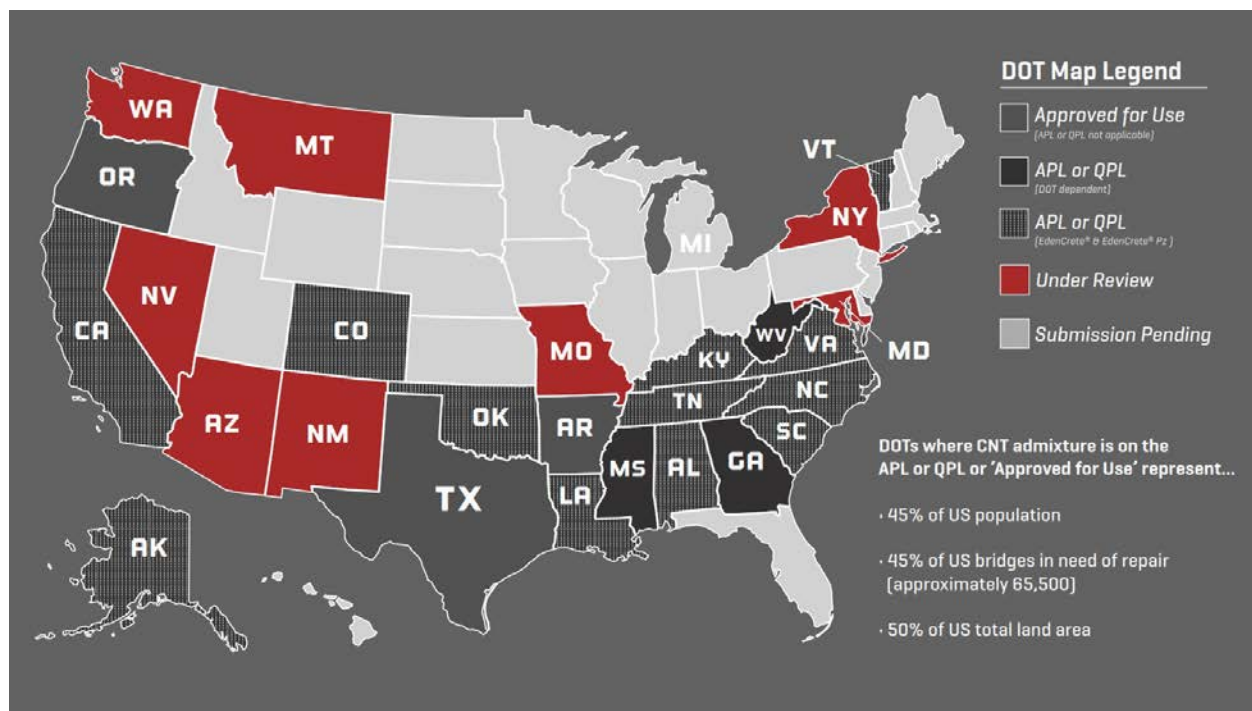 DOT Map Legend
Approved for Use
(APL or QPL not applicable)
APL or QPL
(DOT dependent)
APL or QPL
(EdenCrete® & EdenCrete® Pz )
Under Review
Submission Pending
WA
MT
OR
VT
NY
MI
NV
CA
CO
MO
WV
VA
KY
MD
AZ
NM
OK
AR
TN
NC
SC
TX
LA
MS
AL
GA
AK
DOTs where CNT admixture is on the
APL or QPL or 'Approved for Use' represent...
· 45% of US population
· 45% of US bridges in need of repair
(approximately 65,500)
· 50% of US total land area